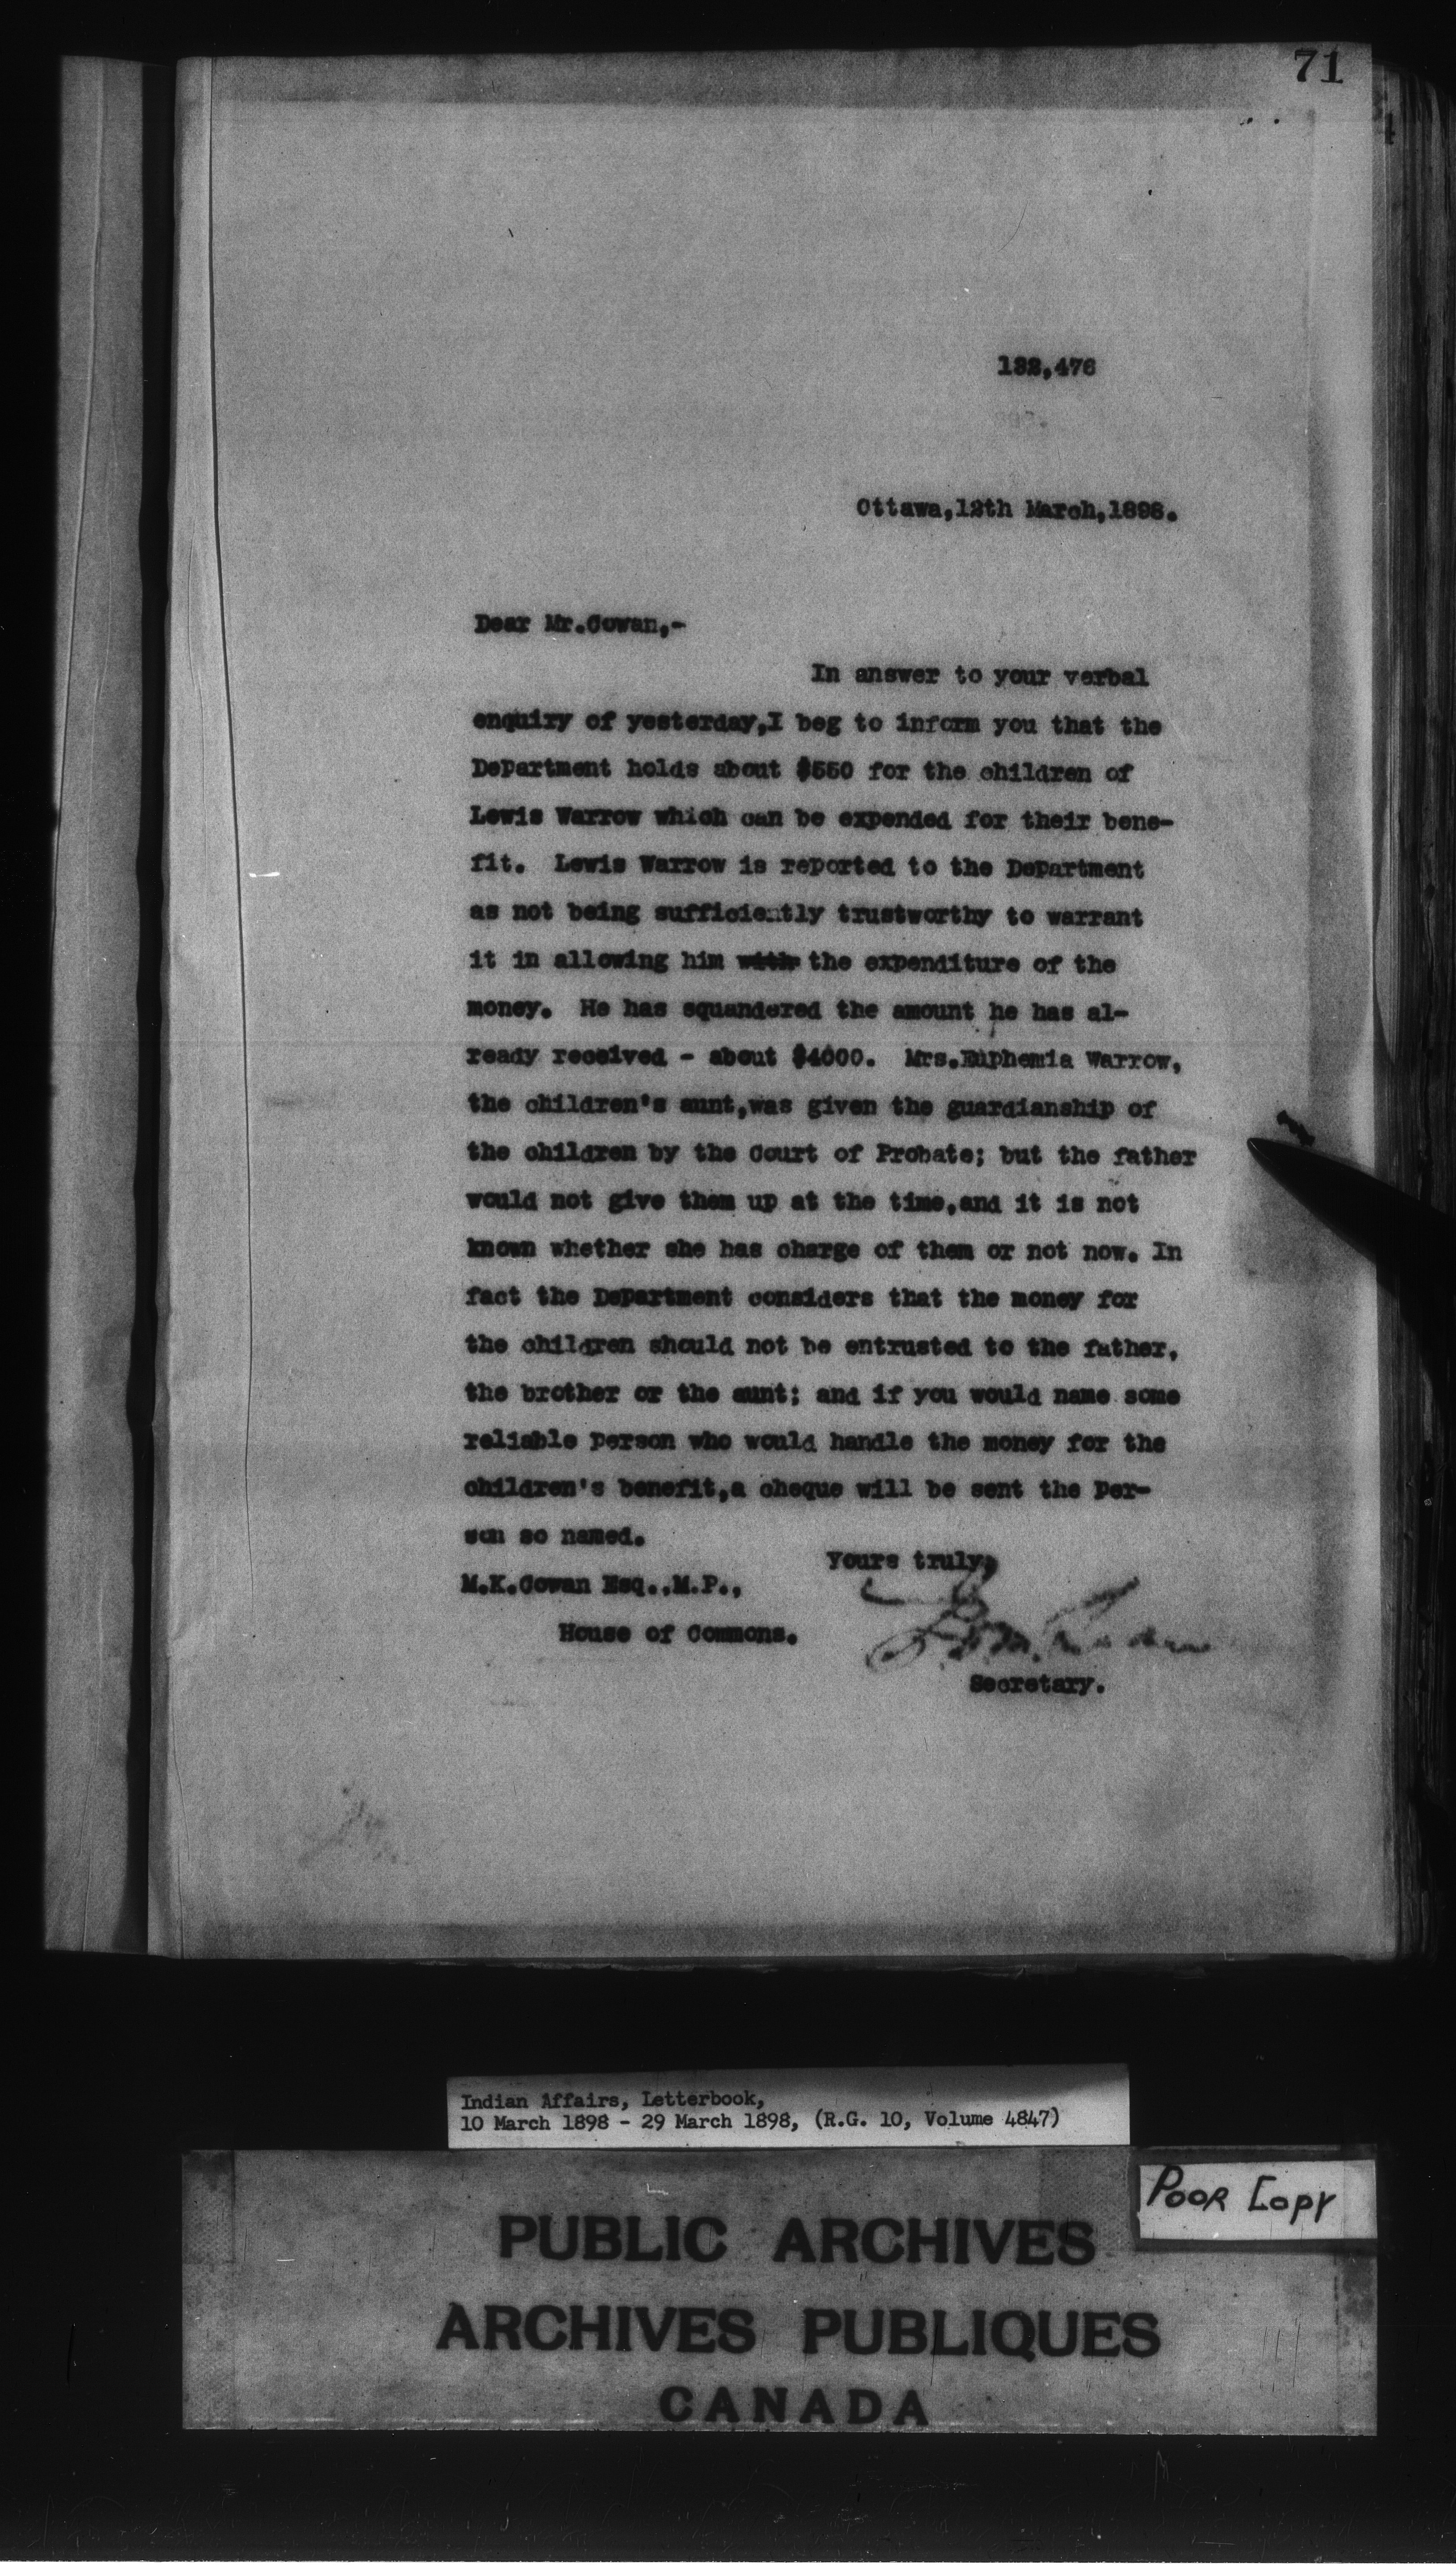 71
132,476
Ottawa,12th March,1898.
Dear Mr.Cowan,-
In answer to your verbal
enquiry of yesterday,I beg to inform you that the
Department holds about $550 for the children of
Lewis Warrow which can be expended for their bene-
fit. Lewis Warrow is reported to the Department
as not being sufficiently trustworthy to warrant
it in allowing him with the expenditure of the
money. He has squandered the amount he has al-
ready received - about $4000. Mrs.Euphemia Warrow,
the children's aunt,was given the guardianship of
the children by the Court of Probate; but the father
would not give them up at the time,and it is not
known whether she has charge of them or not now. In
fact the Department considers that the money for
the children should not be entrusted to the father,
the brother or the aunt; and if you would name some
reliable person who would handle the money for the
children's benefit,a cheque will be sent the per-
son so named.
Yours truly,
M.K.Cowan Esq.,M.P.,
House of Commons.
Secretary.
Indian Affairs, Letterbook,
10 March 1898 - 29 March 1898, (R.G. 10, Volume 4847)
Poor Copy
PUBLIC ARCHIVES
ARCHIVES PUBLIQUES
CANADA